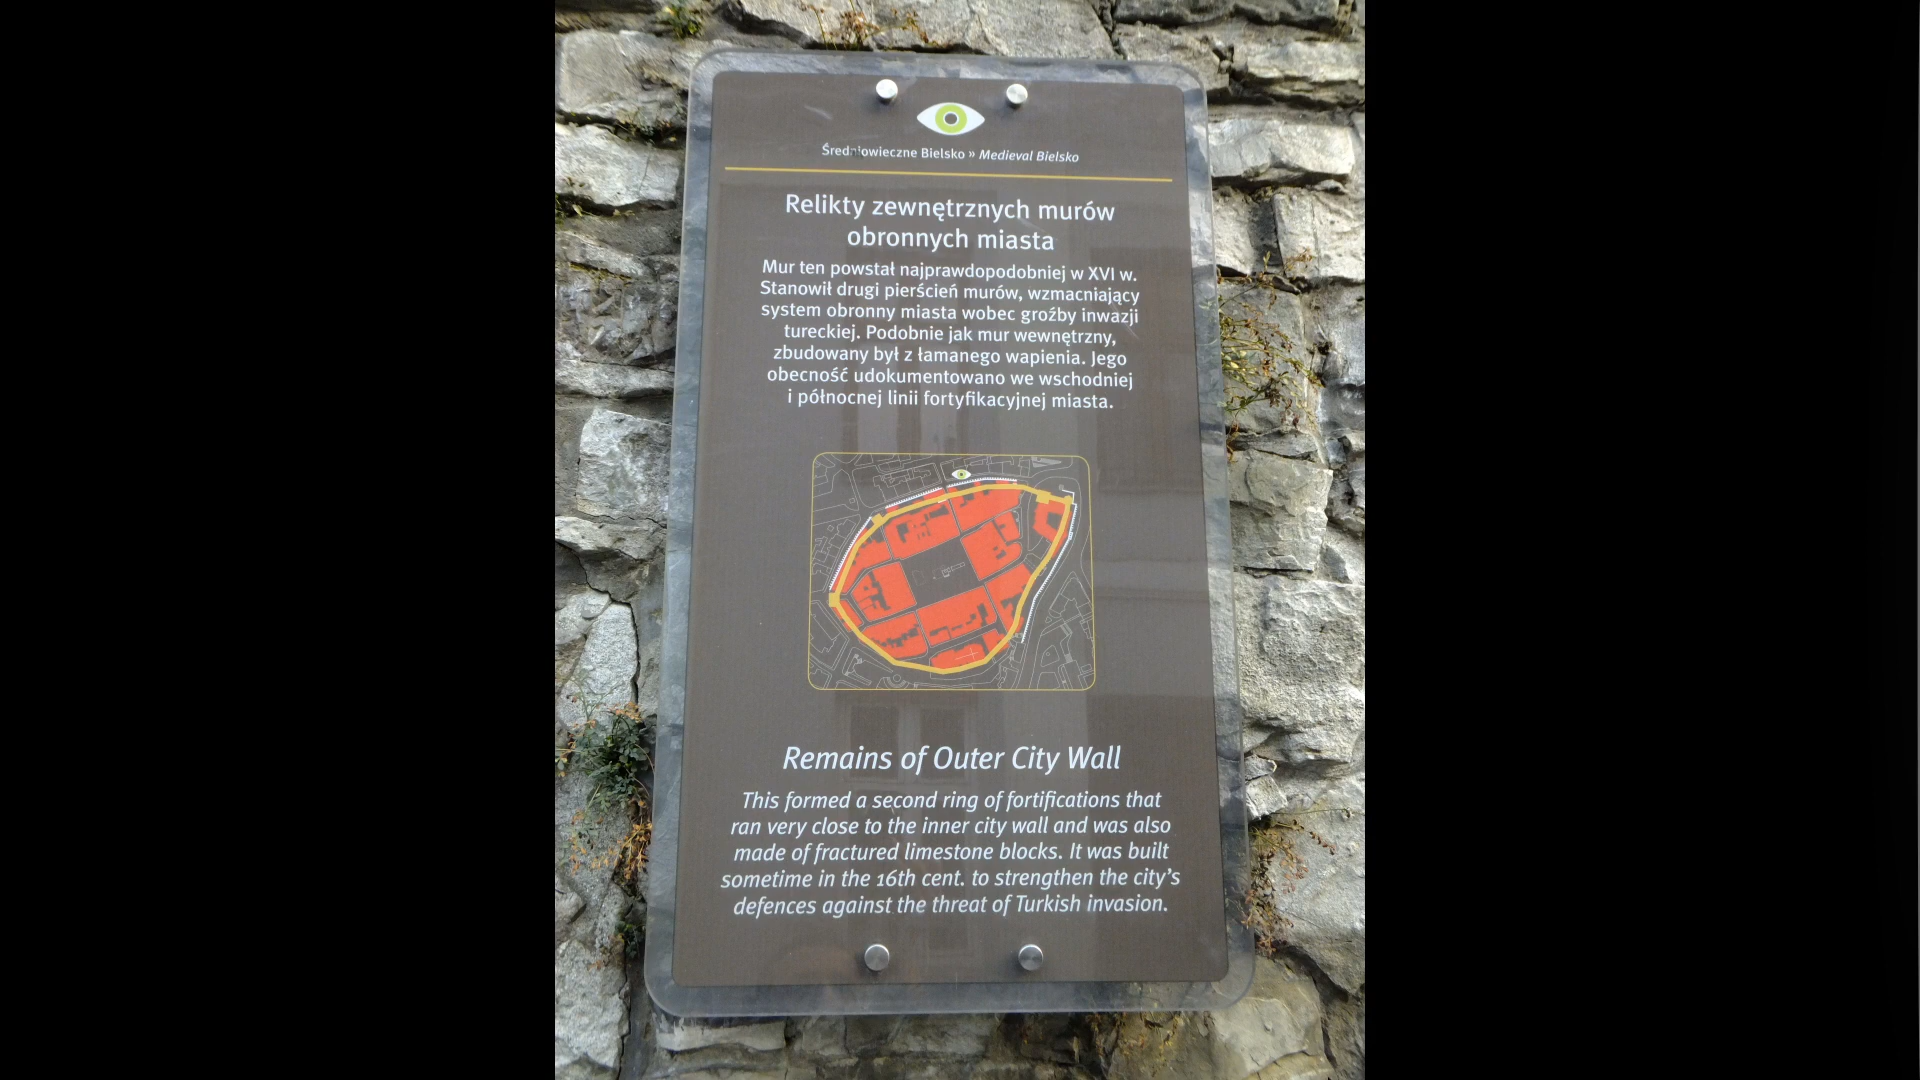 Średniowieczne Bielsko » Medieval Bielsko
Relikty zewnętrznych murów
obronnych miasta
Mur ten powstał najprawdopodobniej w XVI w.
Stanowił drugi pierścień murów, wzmacniający
system obronny miasta wobec groźby inwazji
tureckiej. Podobnie jak mur wewnętrzny,
zbudowany był z łamanego wapienia. Jego
obecność udokumentowano we wschodniej
i północnej linii fortyfikacyjnej miasta.
Remains of Outer City Wall
This formed a second ring of fortifications that
ran very close to the inner city wall and was also
made of fractured limestone blocks. It was built
sometime in the 16th cent. to strengthen the city's
defences against the threat of Turkish invasion.